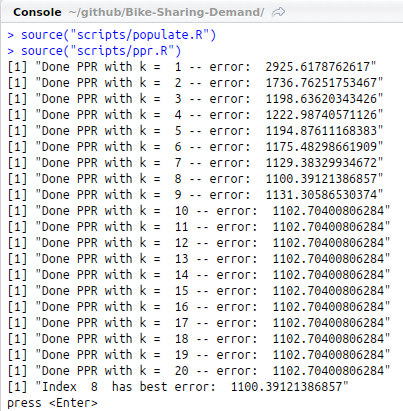 Console ~/github/Bike-Sharing-Demand/
> source("scripts/populate.R")
> source("scripts/ppr.R")
[1] "Done PPR with k =  1 -- error:  2925.6178762617"
[1] "Done PPR with k =  2 -- error:  1736.76251753467"
[1] "Done PPR with k =  3 -- error:  1198.63620343426"
[1] "Done PPR with k =  4 -- error:  1222.98740571126"
[1] "Done PPR with k =  5 -- error:  1194.87611168383"
[1] "Done PPR with k =  6 -- error:  1175.48298661909"
[1] "Done PPR with k =  7 -- error:  1129.38329934672"
[1] "Done PPR with k =  8 -- error:  1100.39121386857"
[1] "Done PPR with k =  9 -- error:  1131.30586530374"
[1] "Done PPR with k =  10 -- error:  1102.70400806284"
[1] "Done PPR with k =  11 -- error:  1102.70400806284"
[1] "Done PPR with k =  12 -- error:  1102.70400806284"
[1] "Done PPR with k =  13 -- error:  1102.70400806284"
[1] "Done PPR with k =  14 -- error:  1102.70400806284"
[1] "Done PPR with k =  15 -- error:  1102.70400806284"
[1] "Done PPR with k =  16 -- error:  1102.70400806284"
[1] "Done PPR with k =  17 -- error:  1102.70400806284"
[1] "Done PPR with k =  18 -- error:  1102.70400806284"
[1] "Done PPR with k =  19 -- error:  1102.70400806284"
[1] "Done PPR with k =  20 -- error:  1102.70400806284"
[1] "Index  8  has best error:  1100.39121386857"
press <Enter>